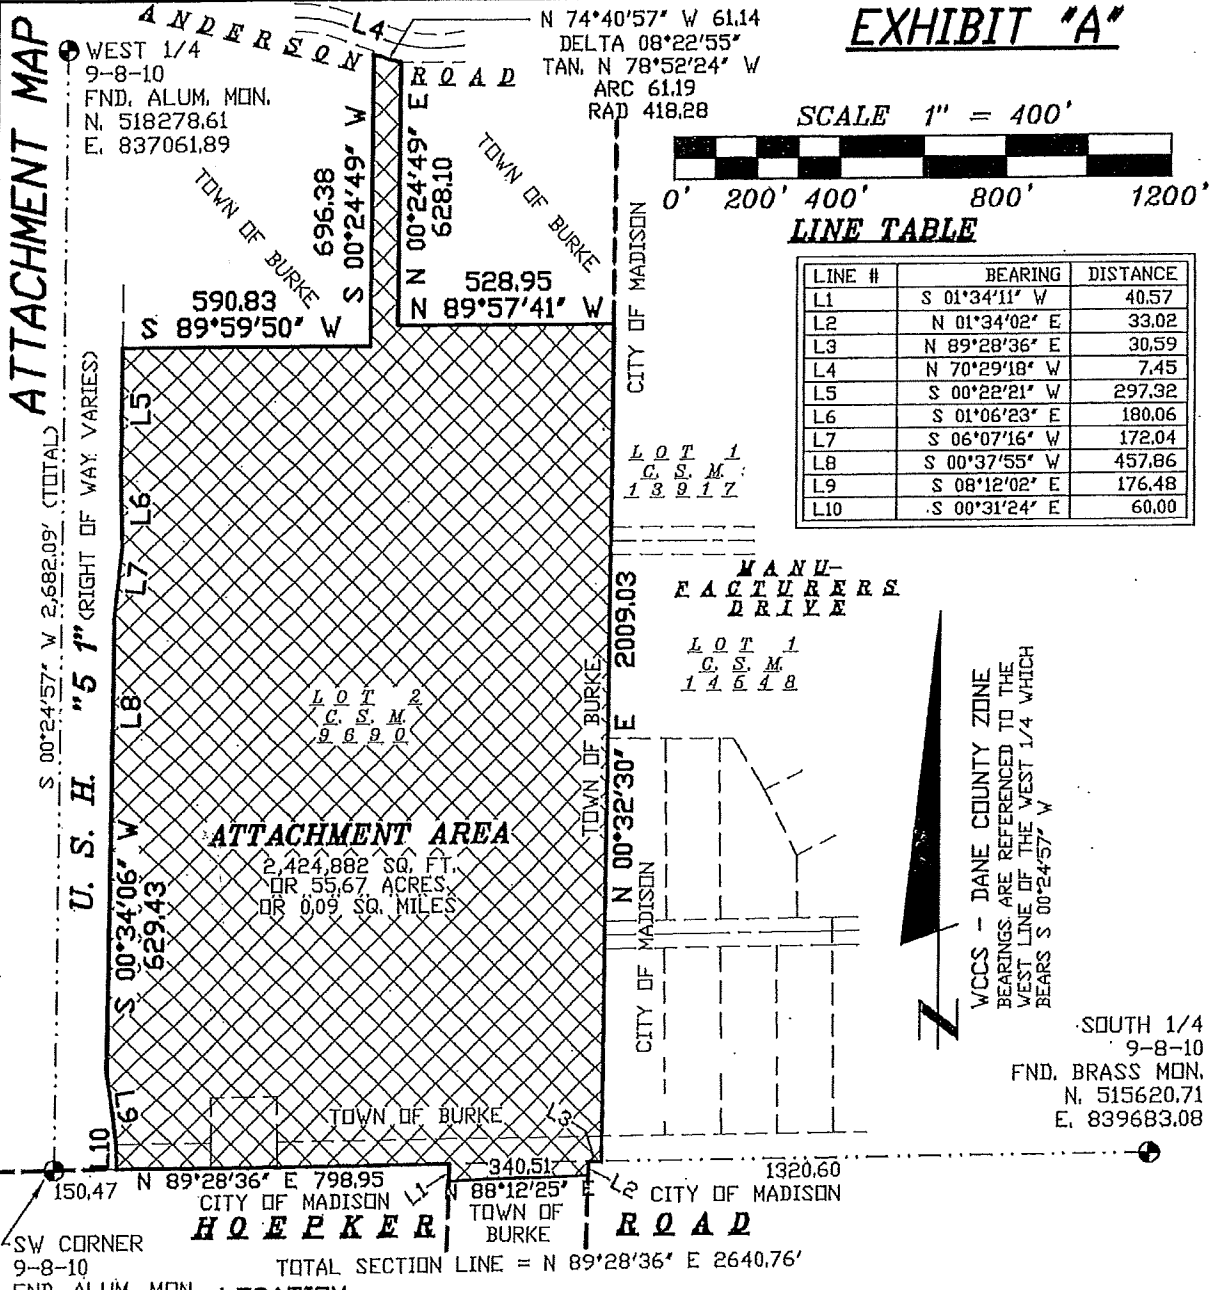 EXHIBIT "A"
ATTACHMENT MAP
ANDERSON ROAD
L4
N 74°40'57" W 61.14
DELTA 08°22'55"
TAN. N 78°52'24" W
ARC 61.19
RAD 418.28
WEST 1/4
9-8-10
FND. ALUM. MON.
N. 518278.61
E. 837061.89
SCALE 1" = 400'
0' 200' 400' 800' 1200'
TOWN OF BURKE
696.38
S 00°24'49" W
N 00°24'49" E
628.10
TOWN OF BURKE
590.83
S 89°59'50" W
528.95
N 89°57'41" W
CITY OF MADISON
LINE TABLE
LINE # BEARING DISTANCE
L1 S 01°34'11" W 40.57
L2 N 01°34'02" E 33.02
L3 N 89°28'36" E 30.59
L4 N 70°29'18" W 7.45
L5 S 00°22'21" W 297.32
L6 S 01°06'23" E 180.06
L7 S 06°07'16" W 172.04
L8 S 00°37'55" W 457.86
L9 S 08°12'02" E 176.48
L10 S 00°31'24" E 60.00
S 00°24'57" W 2,682.09' (TOTAL)
U. S. H. "5 1"
(RIGHT OF WAY VARIES)
L5
L6
L7
L8
S 00°34'06" W
629.43
L9
L10
LOT 1
C. S. M.
13917
MANU-
FACTURERS
DRIVE
LOT 1
C. S. M.
14648
LOT 2
C. S. M.
9690
ATTACHMENT AREA
2,424,882 SQ. FT.
OR 55.67 ACRES
OR 0.09 SQ. MILES
TOWN OF BURKE
N 00°32'30" E 2009.03
CITY OF MADISON
WCCS - DANE COUNTY ZONE
BEARINGS ARE REFERENCED TO THE
WEST LINE OF THE WEST 1/4 WHICH
BEARS S 00°24'57" W
N
SOUTH 1/4
9-8-10
FND. BRASS MON.
N. 515620.71
E. 839683.08
TOWN OF BURKE
L3
150.47
N 89°28'36" E 798.95
CITY OF MADISON
L1
340.51
N 88°12'25" E
TOWN OF
BURKE
L2
1320.60
CITY OF MADISON
HOEPKER ROAD
SW CORNER
9-8-10
FND. ALUM. MON.
TOTAL SECTION LINE = N 89°28'36" E 2640.76'